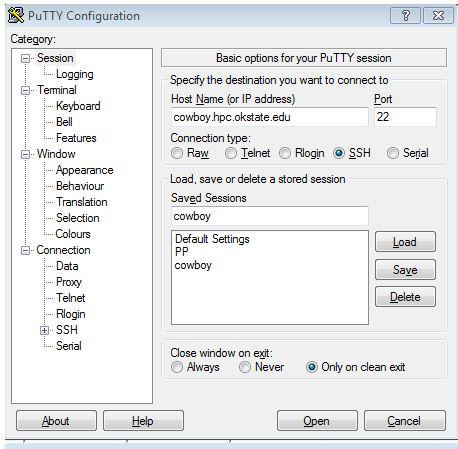 PuTTY Configuration
Category:
Session
Logging
Terminal
Keyboard
Bell
Features
Window
Appearance
Behaviour
Translation
Selection
Colours
Connection
Data
Proxy
Telnet
Rlogin
SSH
Serial
Basic options for your PuTTY session
Specify the destination you want to connect to
Host Name (or IP address) Port
cowboy.hpc.okstate.edu 22
Connection type:
Raw Telnet Rlogin SSH Serial
Load, save or delete a stored session
Saved Sessions
cowboy
Default Settings
PP
cowboy
Load
Save
Delete
Close window on exit:
Always Never Only on clean exit
About Help Open Cancel